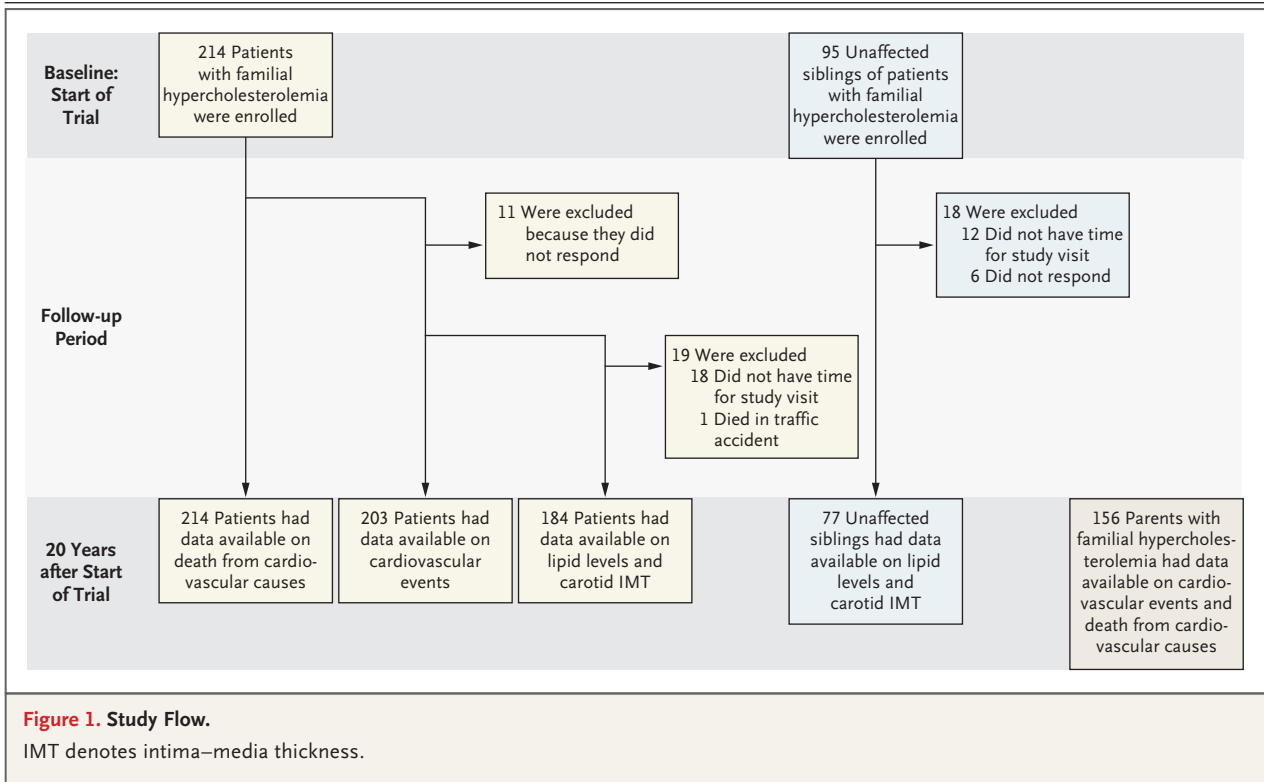 Baseline:
Start of
Trial
214 Patients
with familial
hypercholesterolemia
were enrolled
95 Unaffected
siblings of patients
with familial
hypercholesterolemia
were enrolled
Follow-up
Period
11 Were excluded
because they did
not respond
18 Were excluded
12 Did not have time
for study visit
6 Did not respond
19 Were excluded
18 Did not have time
for study visit
1 Died in traffic
accident
20 Years
after Start
of Trial
214 Patients had
data available on
death from cardio-
vascular causes
203 Patients had
data available on
cardiovascular
events
184 Patients had
data available on
lipid levels and
carotid IMT
77 Unaffected
siblings had data
available on lipid
levels and
carotid IMT
156 Parents with
familial hypercholes-
terolemia had data
available on cardio-
vascular events and
death from cardio-
vascular causes
Figure 1. Study Flow.
IMT denotes intima–media thickness.